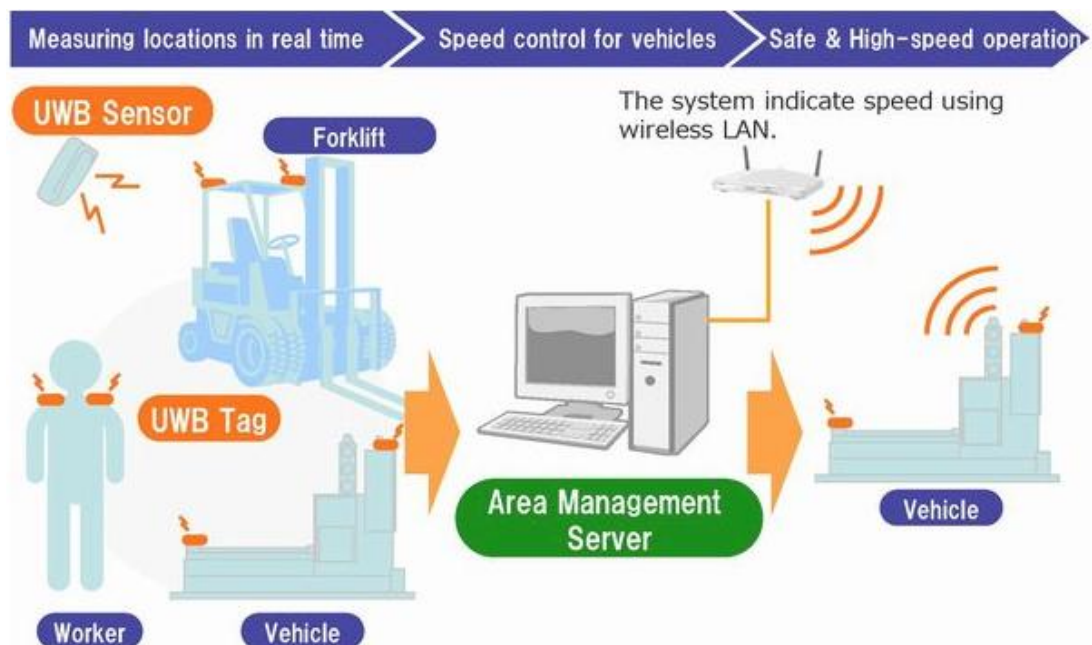 Measuring locations in real time
Speed control for vehicles
Safe & High-speed operation
UWB Sensor
Forklift
The system indicate speed using
wireless LAN.
UWB Tag
Area Management
Server
Vehicle
Worker
Vehicle